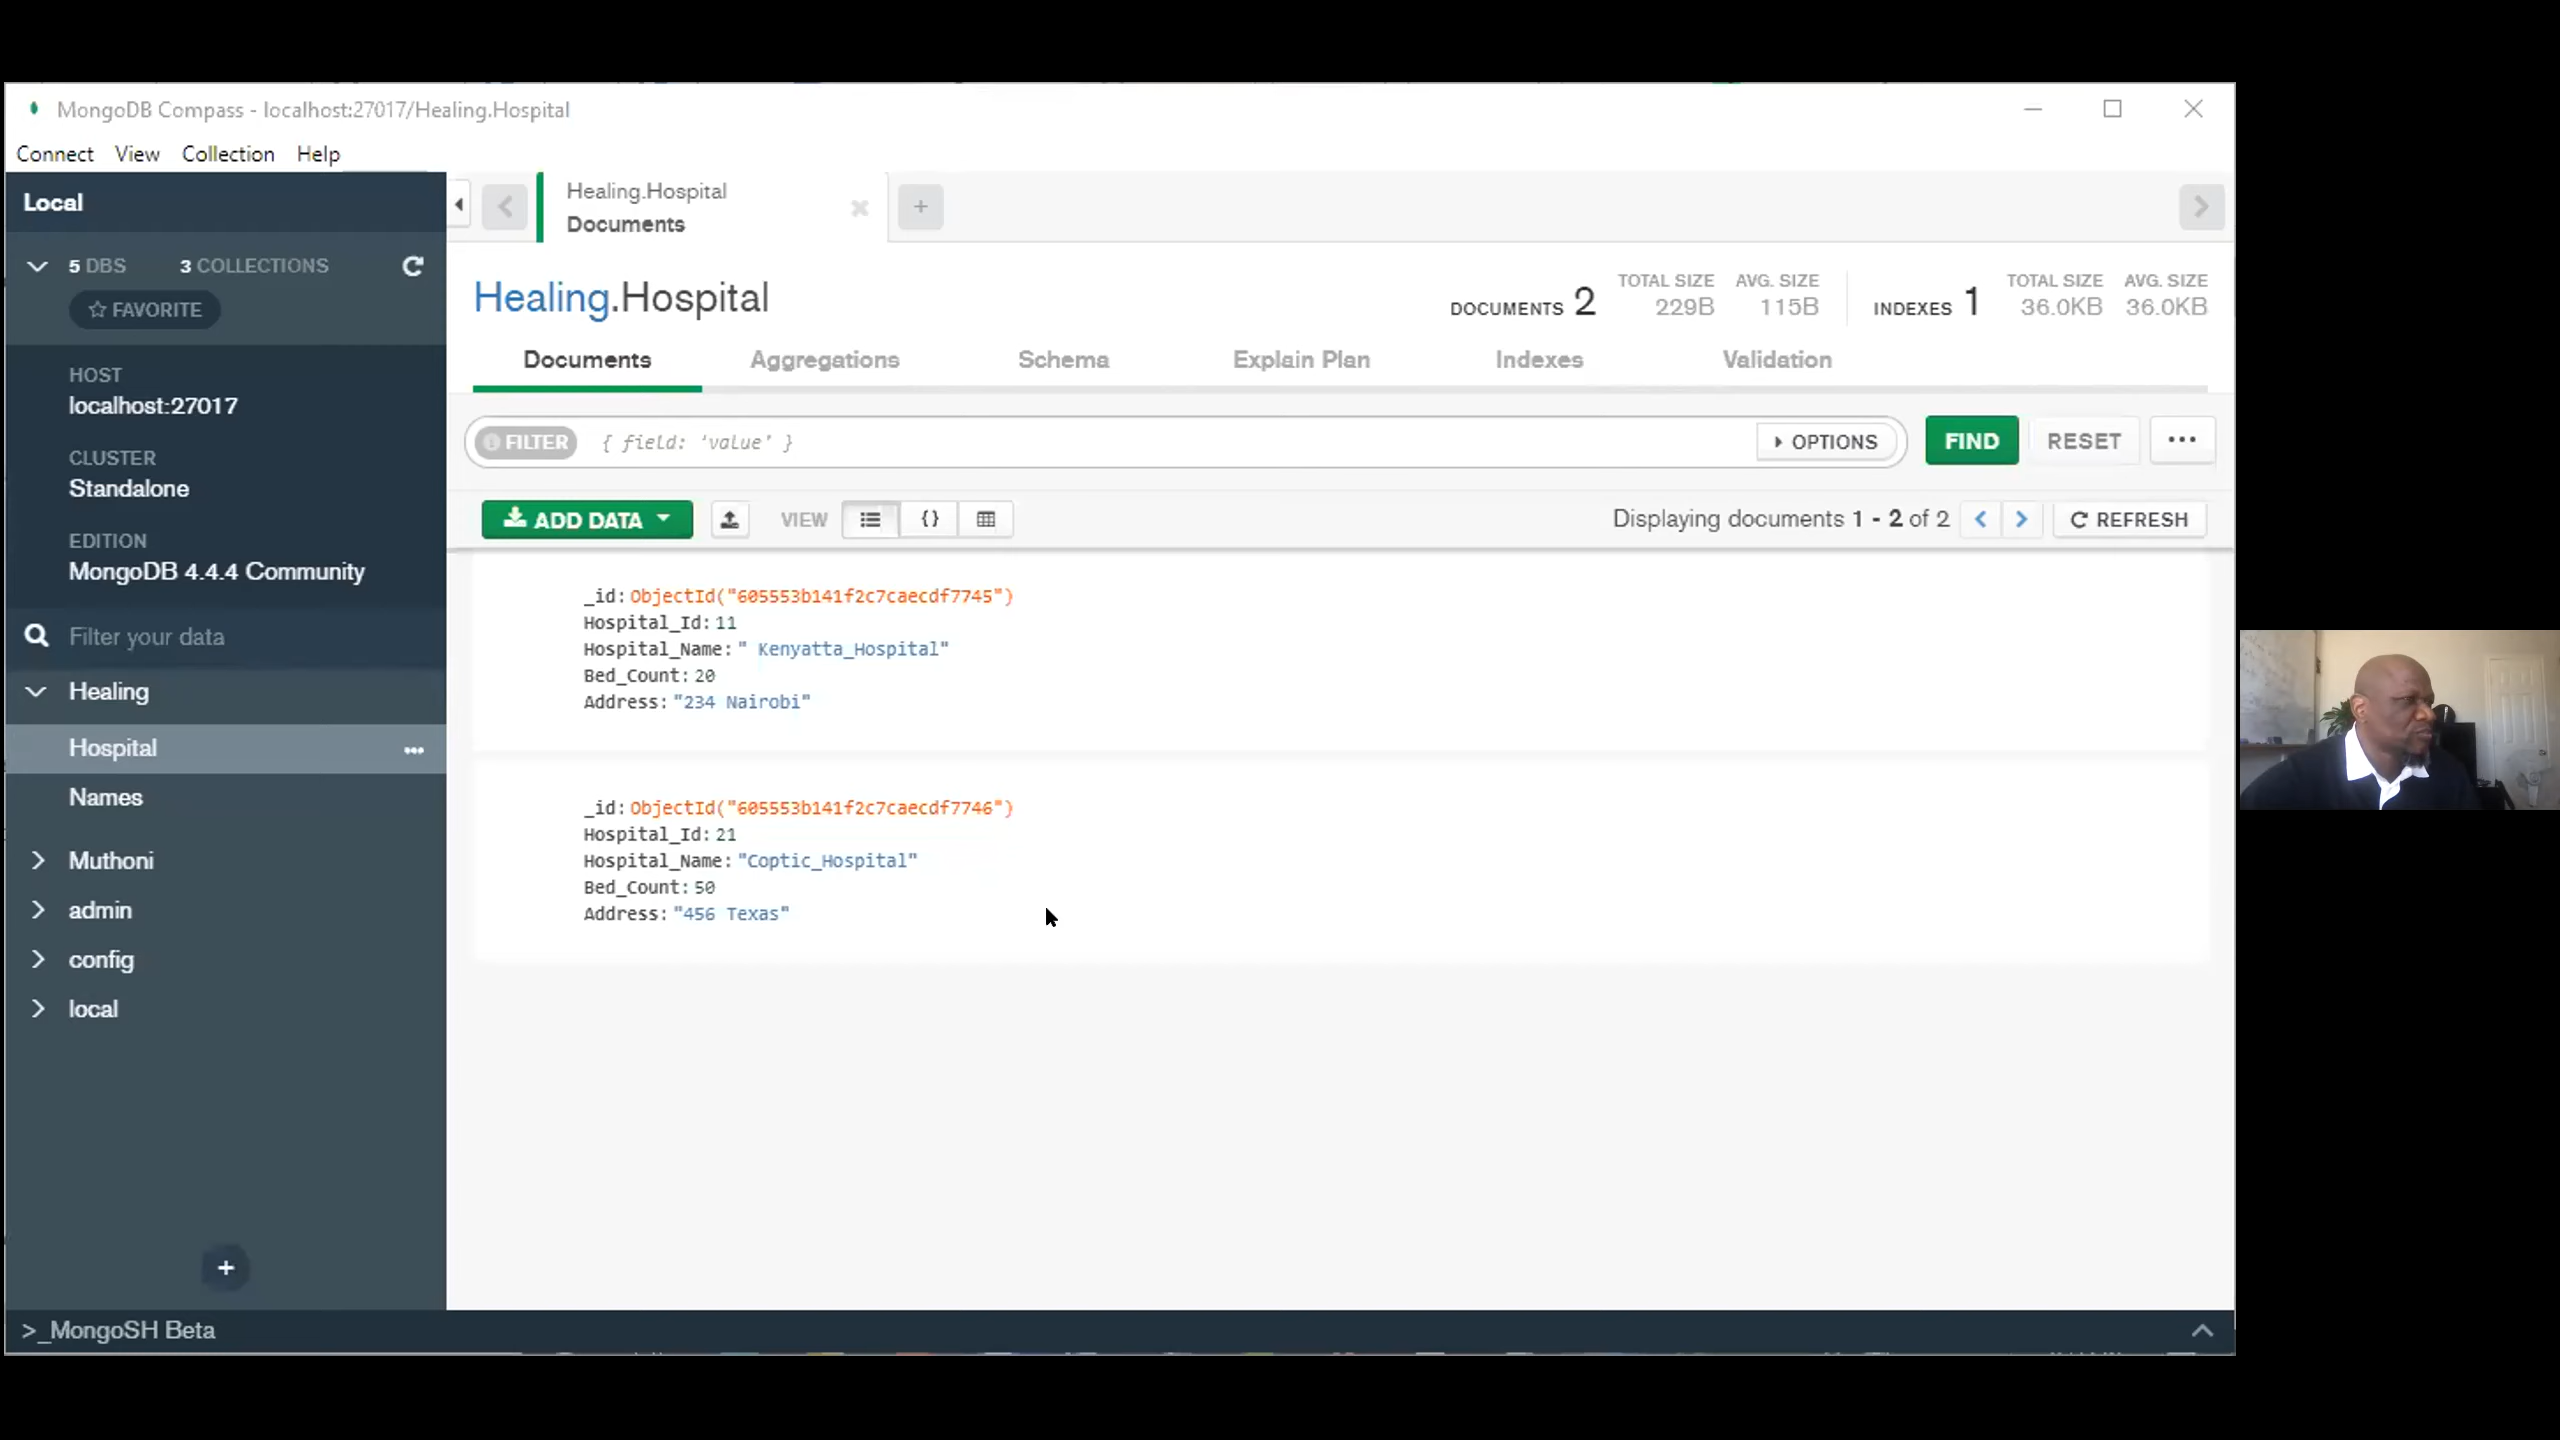 MongoDB Compass - localhost:27017/Healing.Hospital
Connect View Collection Help
Local
5 DBS 3 COLLECTIONS
FAVORITE
HOST
localhost:27017
CLUSTER
Standalone
EDITION
MongoDB 4.4.4 Community
Filter your data
Healing
Hospital
Names
Muthoni
admin
config
local
>_MongoSH Beta
Healing.Hospital
Documents
Healing.Hospital
DOCUMENTS 2 TOTAL SIZE 229B AVG. SIZE 115B INDEXES 1 TOTAL SIZE 36.0KB AVG. SIZE 36.0KB
Documents Aggregations Schema Explain Plan Indexes Validation
FILTER { field: 'value' } OPTIONS FIND RESET
ADD DATA VIEW {} Displaying documents 1 - 2 of 2 REFRESH
_id: ObjectId("605553b141f2c7caecdf7745")
Hospital_Id: 11
Hospital_Name: " Kenyatta_Hospital"
Bed_Count: 20
Address: "234 Nairobi"
_id: ObjectId("605553b141f2c7caecdf7746")
Hospital_Id: 21
Hospital_Name: "Coptic_Hospital"
Bed_Count: 50
Address: "456 Texas"